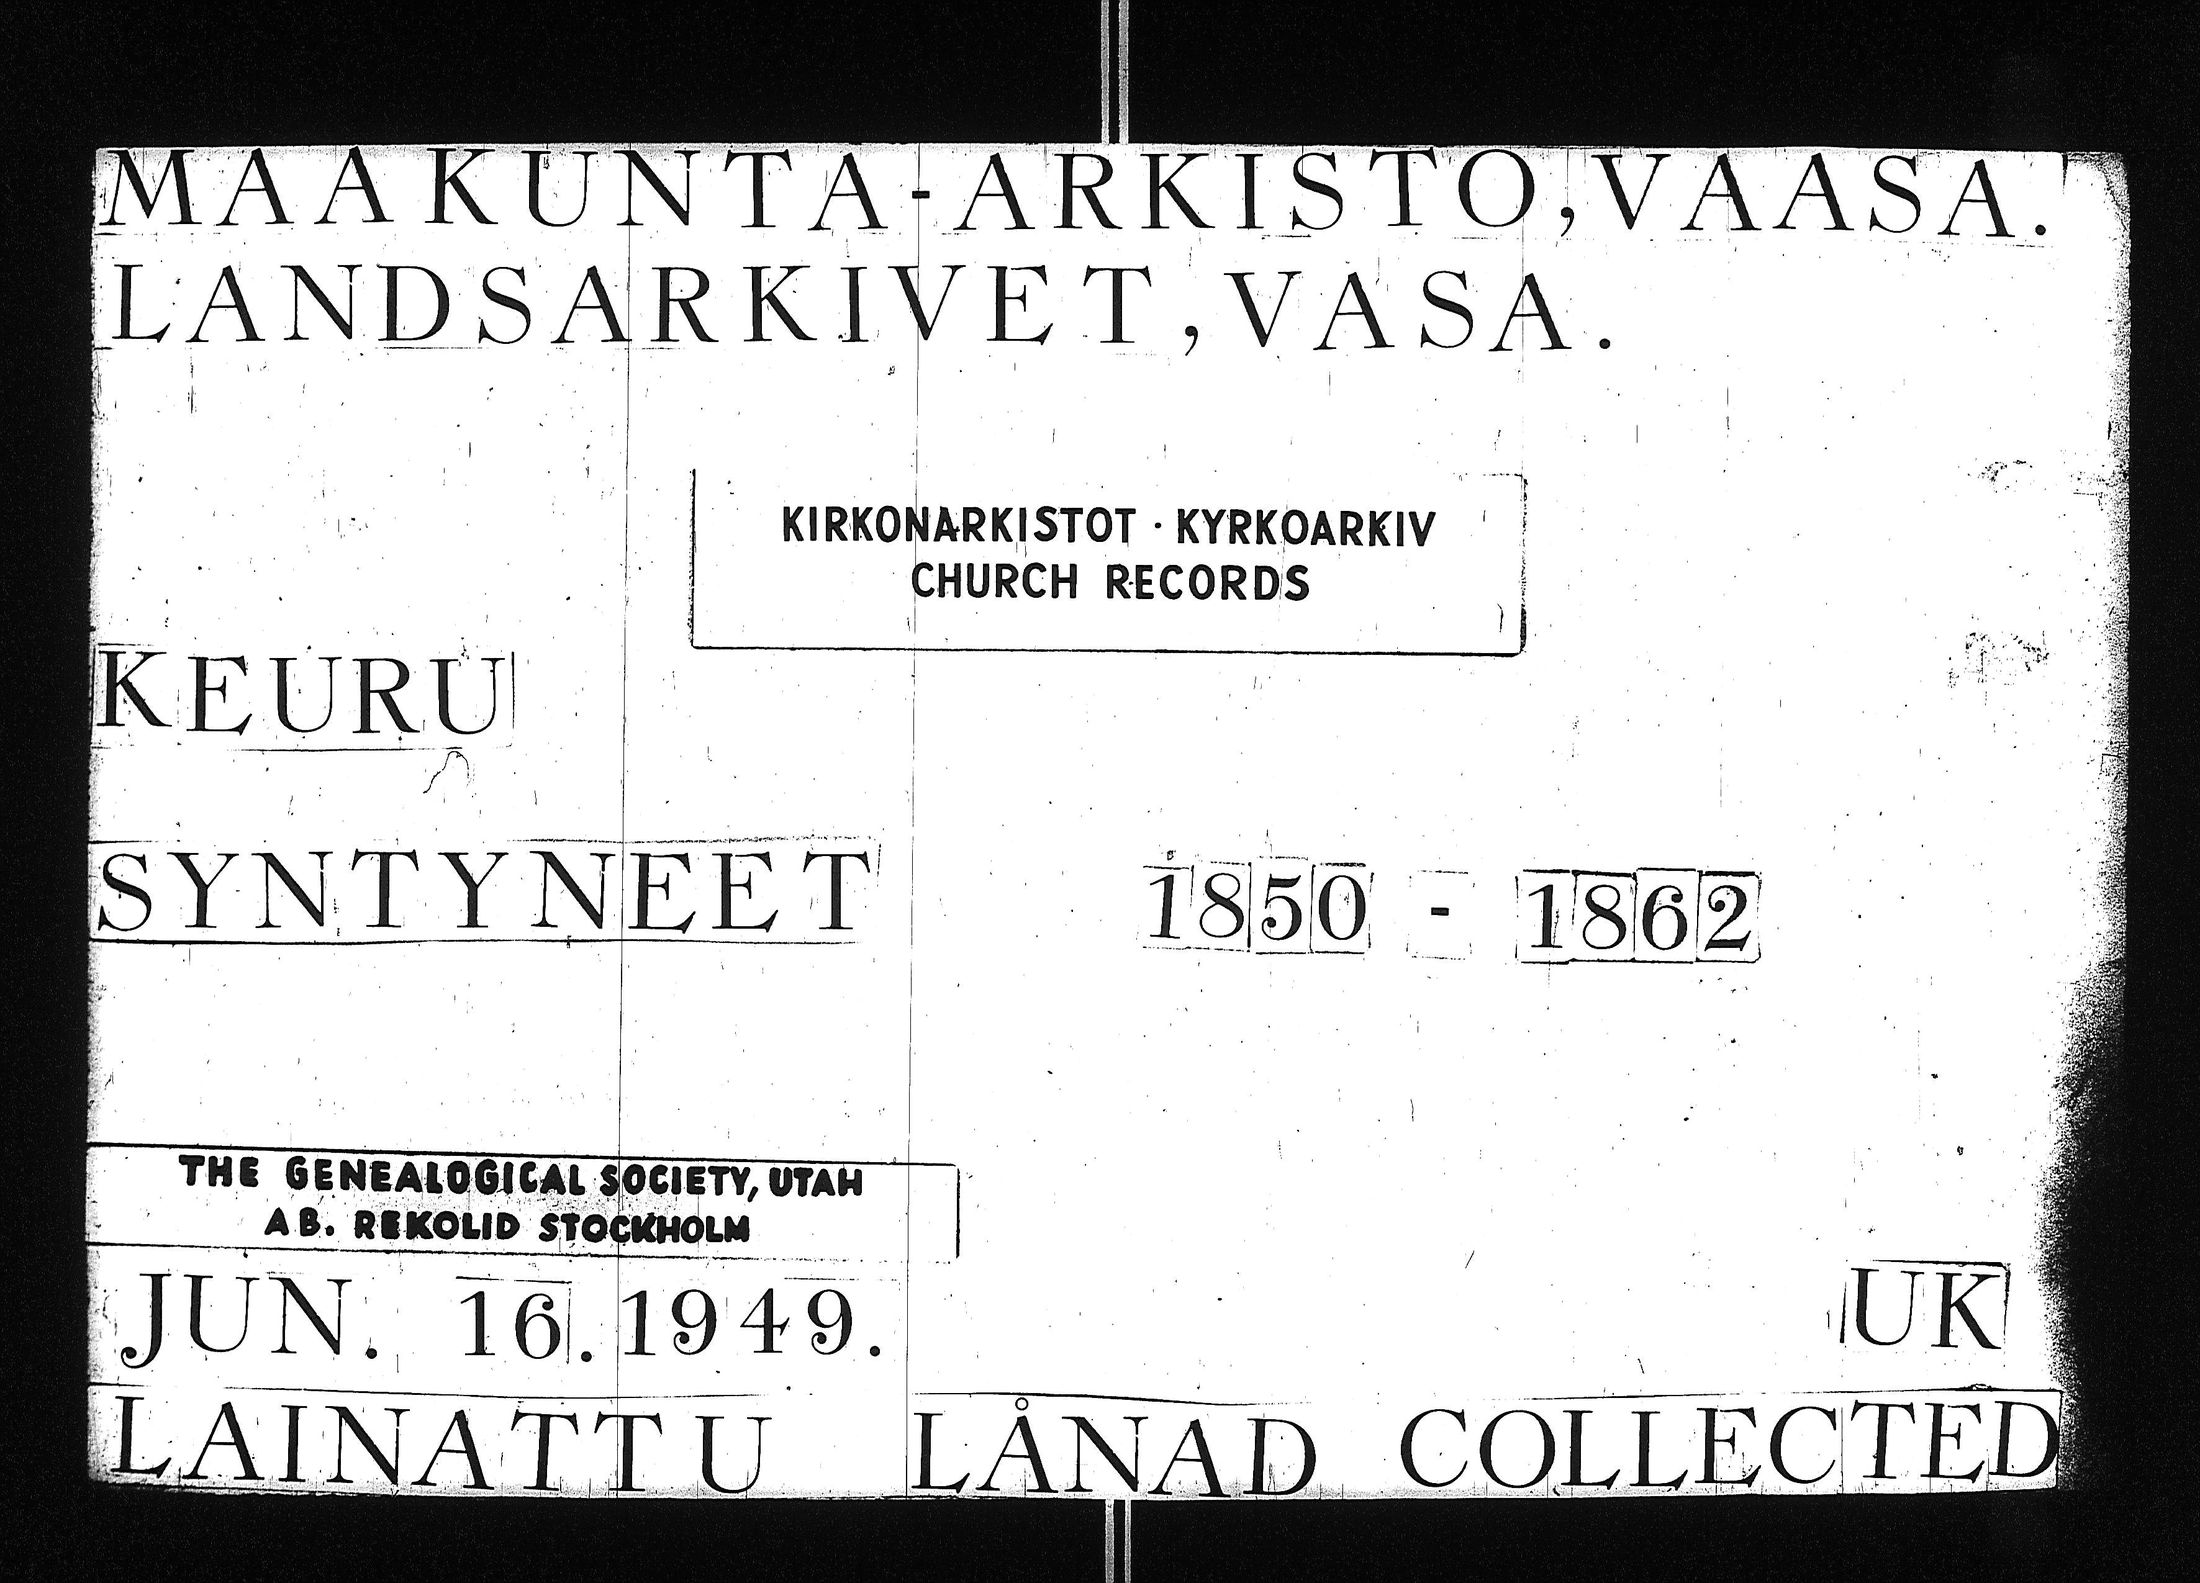 MAAKUNTA-ARKISTO,VAASA.
LANDSARKIVET,VASA.
KIRKONARKISTOT · KYRKOARKIV
CHURCH RECORDS
KEURU
SYNTYNEET 1850 - 1862
THE GENEALOGICAL SOCIETY, UTAH
AB. REKOLID STOCKHOLM
JUN. 16.1949. UK
LAINATTU LÅNAD COLLECTED